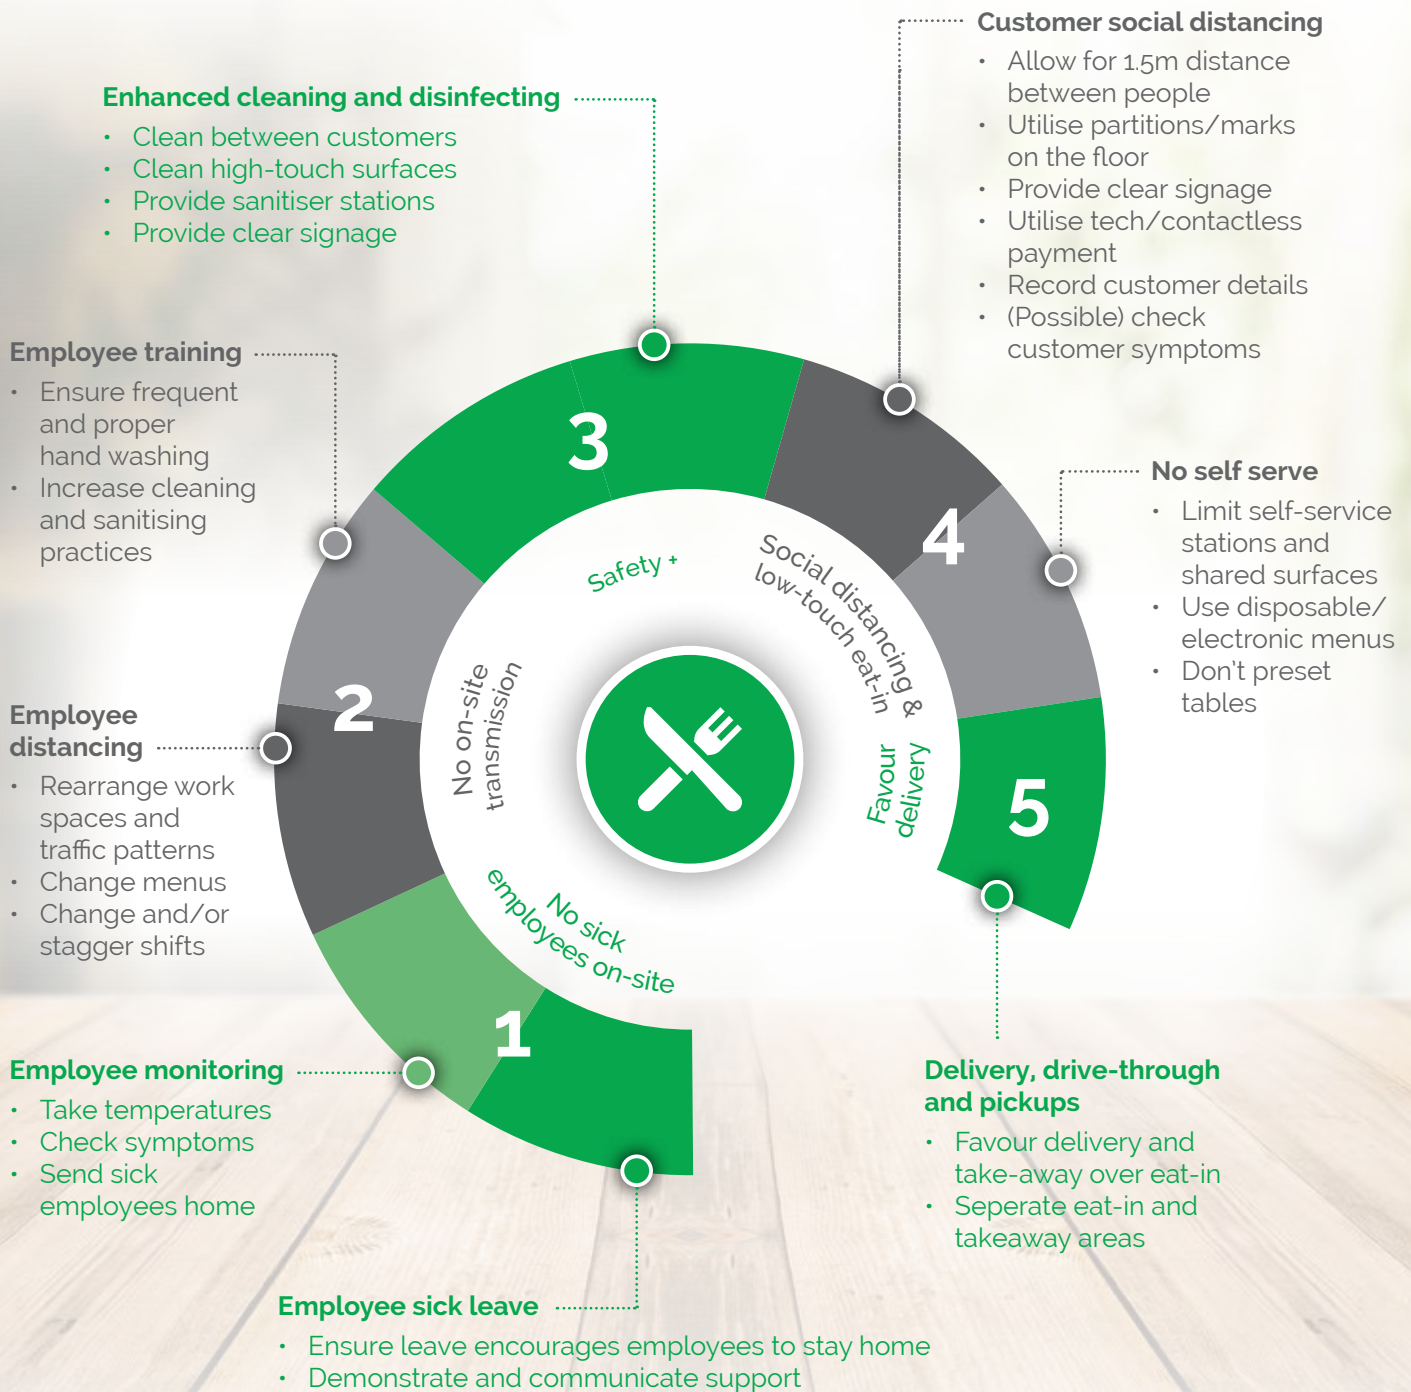 Customer social distancing
• Allow for 1.5m distance
between people
• Utilise partitions/marks
on the floor
• Provide clear signage
• Utilise tech/contactless
payment
• Record customer details
• (Possible) check
customer symptoms
Enhanced cleaning and disinfecting
• Clean between customers
• Clean high-touch surfaces
• Provide sanitiser stations
• Provide clear signage
Employee training
• Ensure frequent
and proper
hand washing
• Increase cleaning
and sanitising
practices
No self serve
• Limit self-service
stations and
shared surfaces
• Use disposable/
electronic menus
• Don't preset
tables
Employee
distancing
• Rearrange work
spaces and
traffic patterns
• Change menus
• Change and/or
stagger shifts
3
4
2
5
1
Safety +
Social distancing &
low-touch eat-in
No on-site
transmission
Favour
delivery
No sick
employees on-site
Employee monitoring
• Take temperatures
• Check symptoms
• Send sick
employees home
Delivery, drive-through
and pickups
• Favour delivery and
take-away over eat-in
• Seperate eat-in and
takeaway areas
Employee sick leave
• Ensure leave encourages employees to stay home
• Demonstrate and communicate support